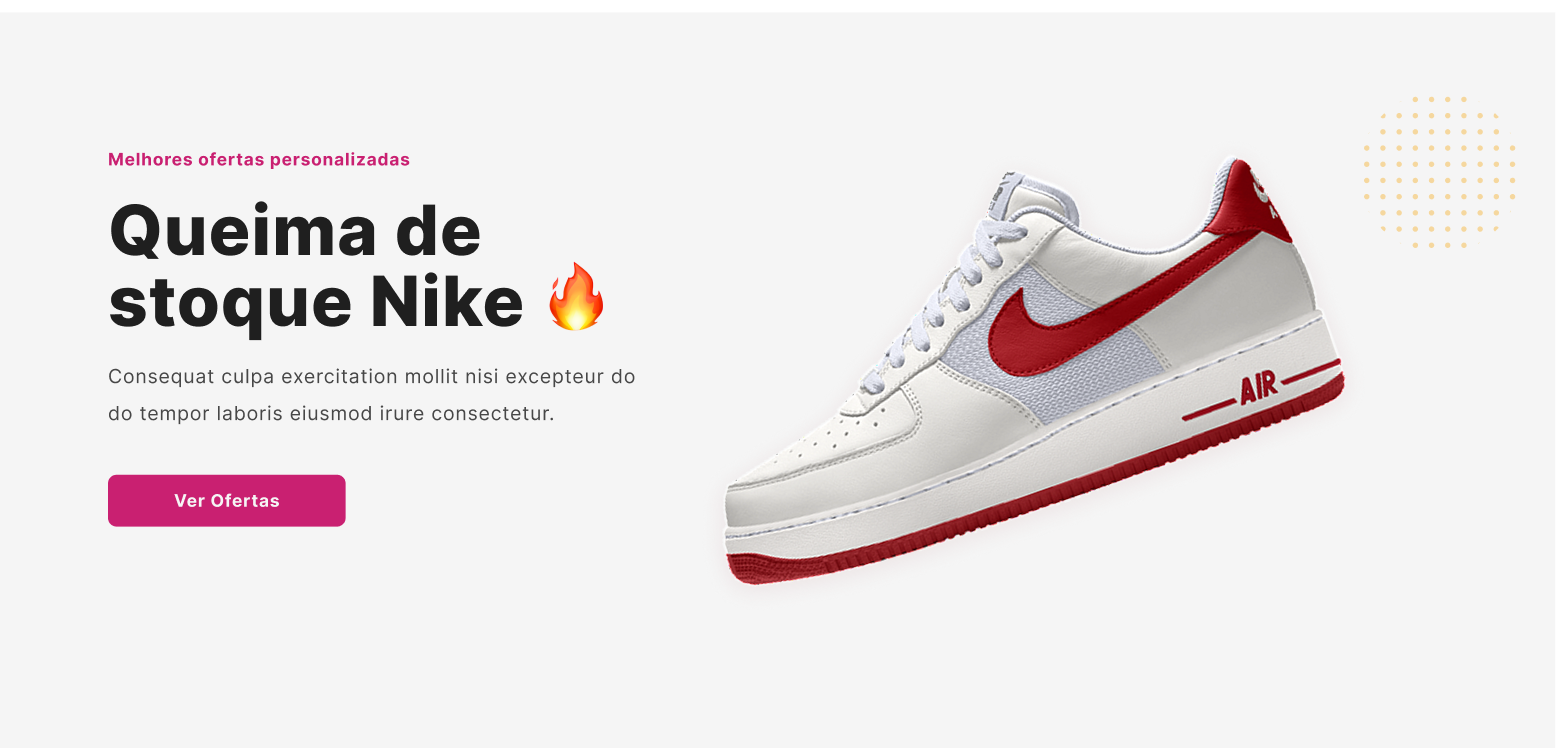 Melhores ofertas personalizadas
Queima de
stoque Nike 🔥
Consequat culpa exercitation mollit nisi excepteur do
do tempor laboris eiusmod irure consectetur.
Ver Ofertas
AIR